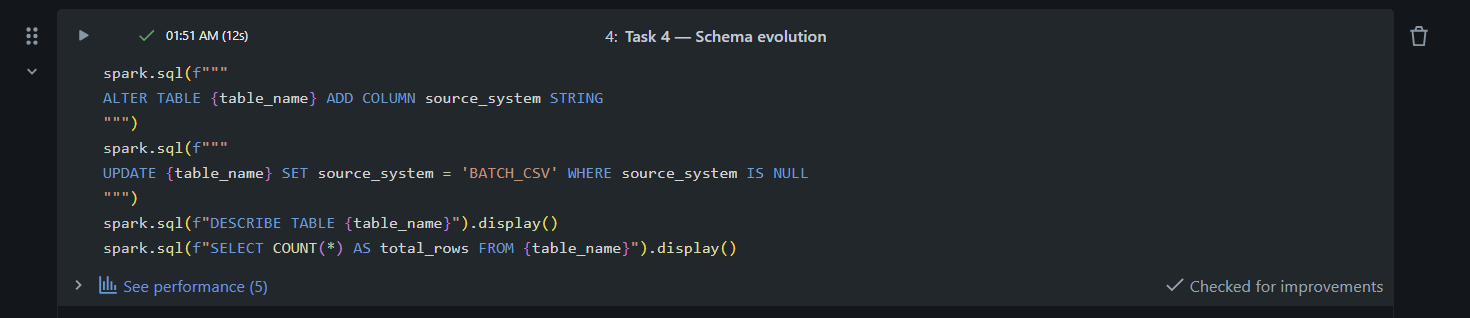 01:51 AM (12s)
4: Task 4 — Schema evolution
spark.sql(f"""
ALTER TABLE {table_name} ADD COLUMN source_system STRING
""")
spark.sql(f"""
UPDATE {table_name} SET source_system = 'BATCH_CSV' WHERE source_system IS NULL
""")
spark.sql(f"DESCRIBE TABLE {table_name}").display()
spark.sql(f"SELECT COUNT(*) AS total_rows FROM {table_name}").display()
See performance (5)
Checked for improvements